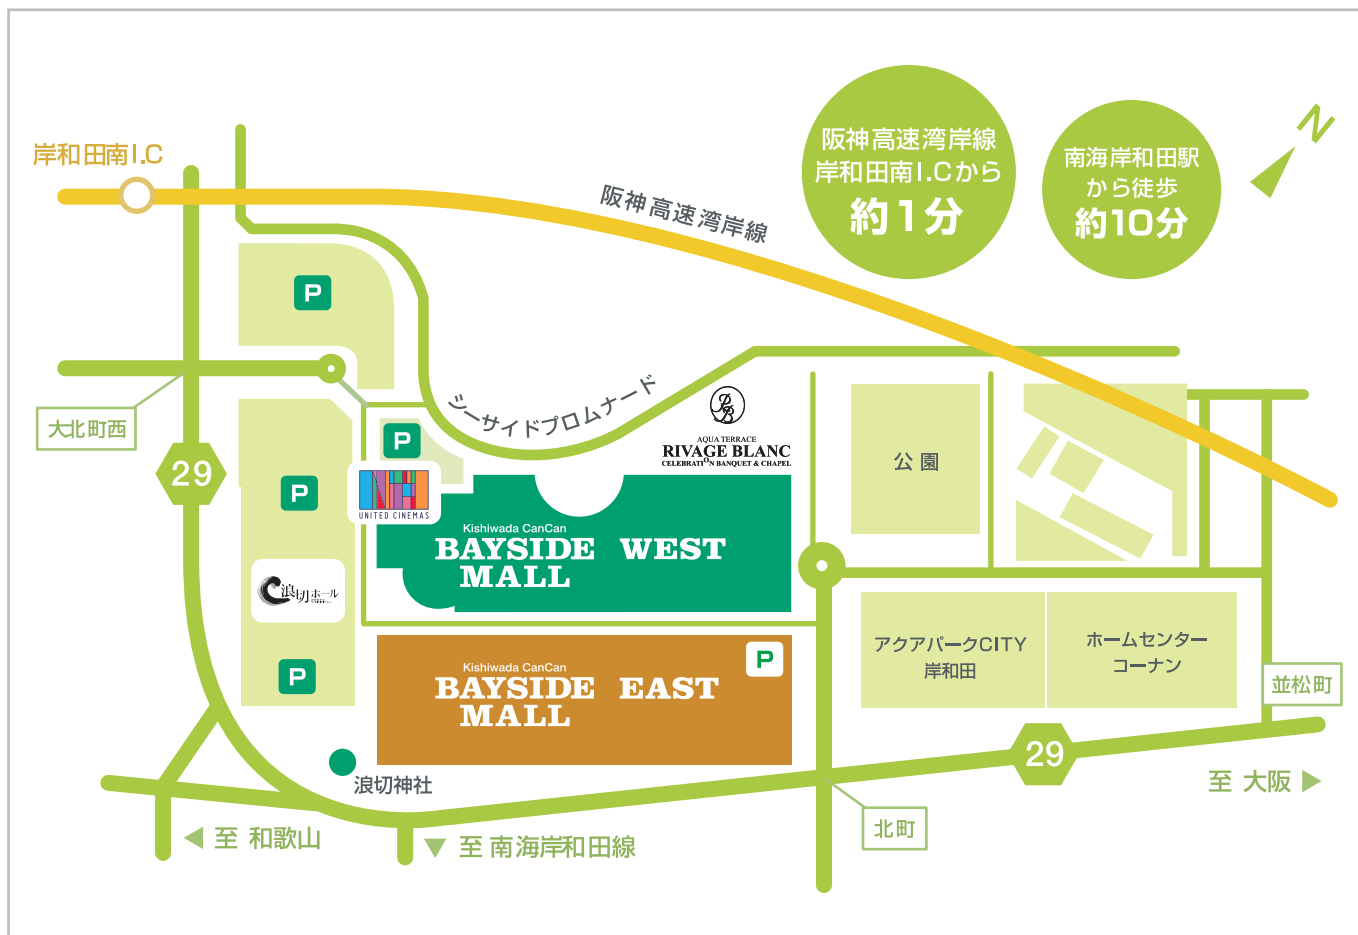 岸和田南I.C
阪神高速湾岸線
岸和田南I.Cから
約1分
南海岸和田駅
から徒歩
約10分
N
阪神高速湾岸線
P
大北町西
シーサイドプロムナード
P
AQUA TERRACE
RIVAGE BLANC
CELEBRATION BANQUET & CHAPEL
公園
29
P
UNITED CINEMAS
Kishiwada CanCan
BAYSIDE WEST
MALL
浪切ホール
P
Kishiwada CanCan
BAYSIDE EAST
MALL
P
アクアパークCITY
岸和田
ホームセンター
コーナン
並松町
29
浪切神社
至 大阪
北町
至 和歌山
至 南海岸和田線